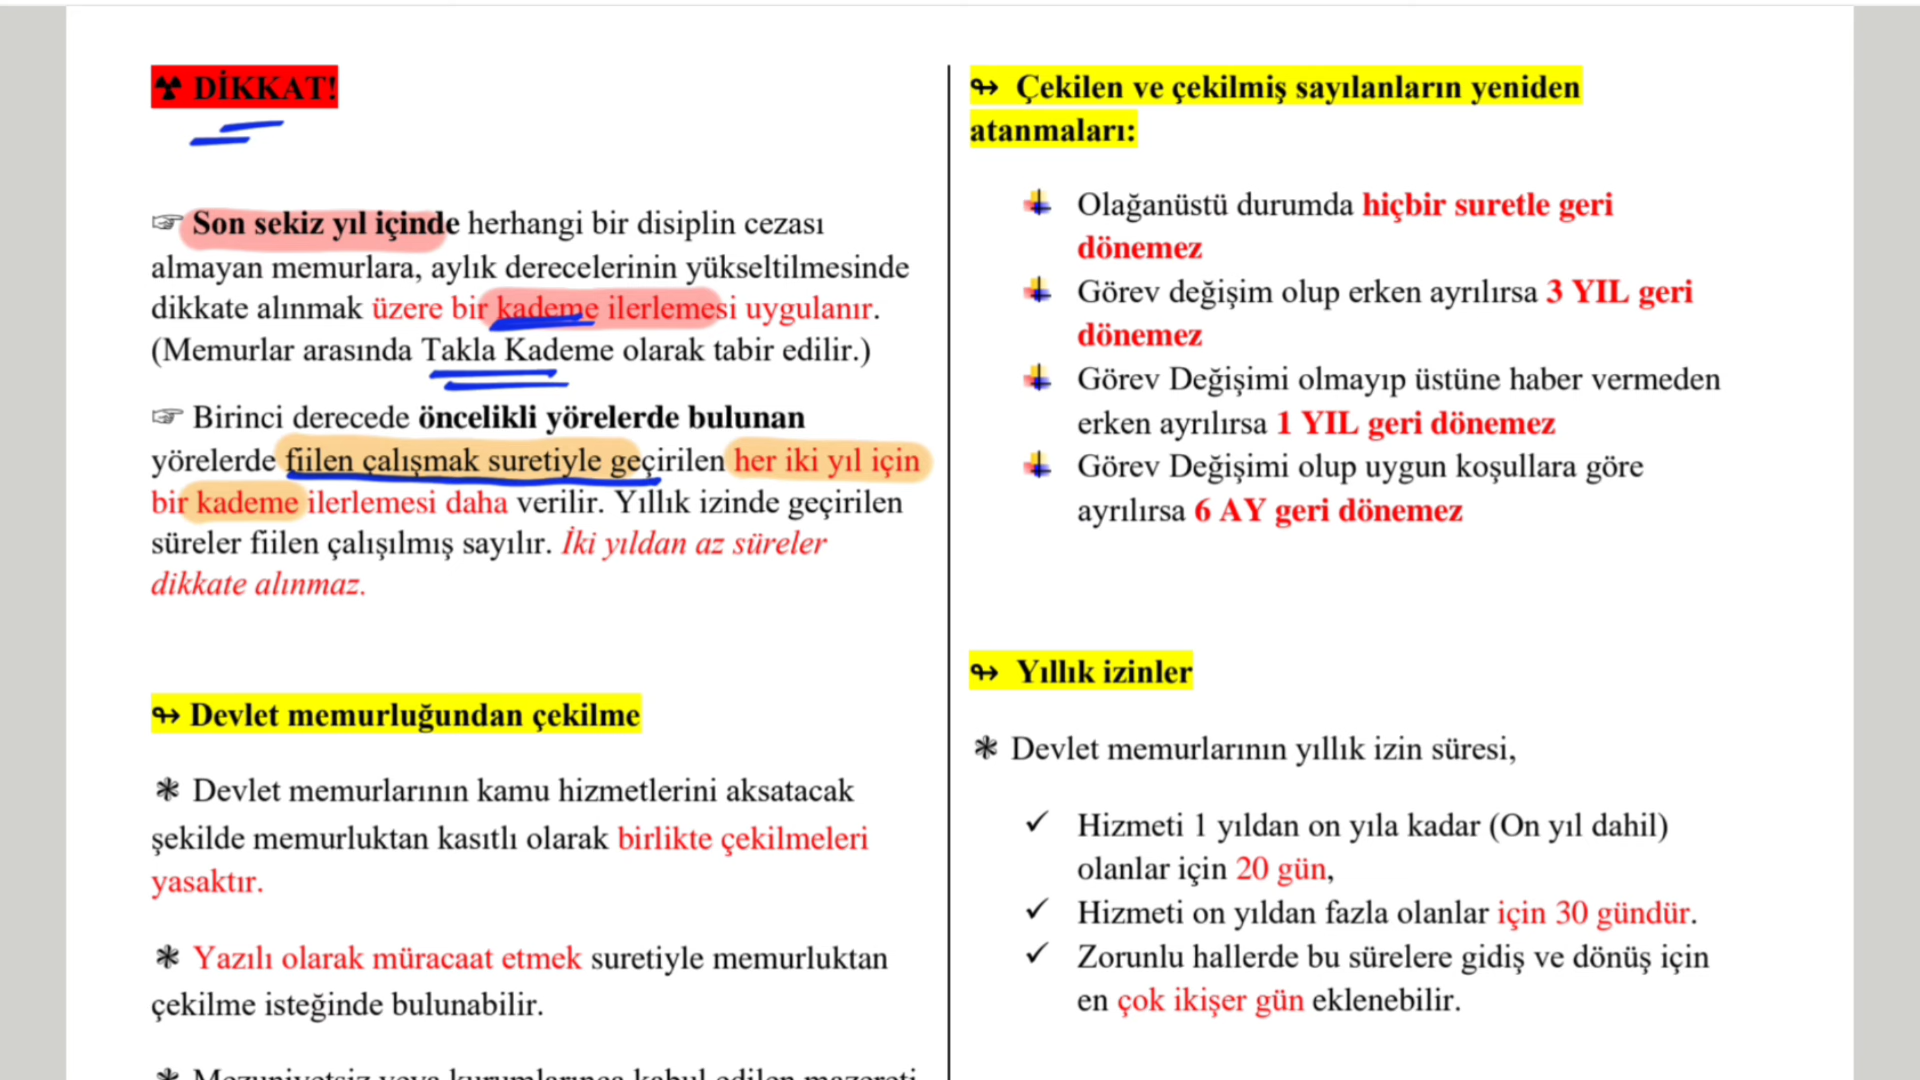 DİKKAT!
Son sekiz yıl içinde herhangi bir disiplin cezası
almayan memurlara, aylık derecelerinin yükseltilmesinde
dikkate alınmak üzere bir kademe ilerlemesi uygulanır.
(Memurlar arasında Takla Kademe olarak tabir edilir.)
Birinci derecede öncelikli yörelerde bulunan
yörelerde fiilen çalışmak suretiyle geçirilen her iki yıl için
bir kademe ilerlemesi daha verilir. Yıllık izinde geçirilen
süreler fiilen çalışılmış sayılır. İki yıldan az süreler
dikkate alınmaz.
Devlet memurluğundan çekilme
Devlet memurlarının kamu hizmetlerini aksatacak
şekilde memurluktan kasıtlı olarak birlikte çekilmeleri
yasaktır.
Yazılı olarak müracaat etmek suretiyle memurluktan
çekilme isteğinde bulunabilir.
Mezuniyetsiz veya kurumlarınca kabul edilen mazereti
Çekilen ve çekilmiş sayılanların yeniden
atanmaları:
Olağanüstü durumda hiçbir suretle geri
dönemez
Görev değişim olup erken ayrılırsa 3 YIL geri
dönemez
Görev Değişimi olmayıp üstüne haber vermeden
erken ayrılırsa 1 YIL geri dönemez
Görev Değişimi olup uygun koşullara göre
ayrılırsa 6 AY geri dönemez
Yıllık izinler
Devlet memurlarının yıllık izin süresi,
Hizmeti 1 yıldan on yıla kadar (On yıl dahil)
olanlar için 20 gün,
Hizmeti on yıldan fazla olanlar için 30 gündür.
Zorunlu hallerde bu sürelere gidiş ve dönüş için
en çok ikişer gün eklenebilir.